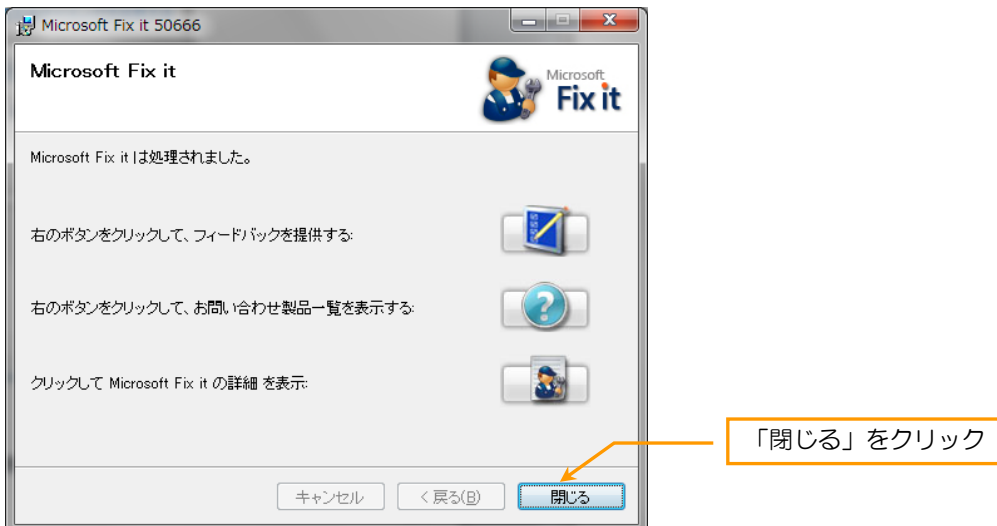 Microsoft Fix it 50666
Microsoft Fix it
Microsoft
Fix it
Microsoft Fix it は処理されました。
右のボタンをクリックして、フィードバックを提供する:
右のボタンをクリックして、お問い合わせ製品一覧を表示する:
クリックして Microsoft Fix it の詳細 を表示:
「閉じる」をクリック
キャンセル
< 戻る(B)
閉じる